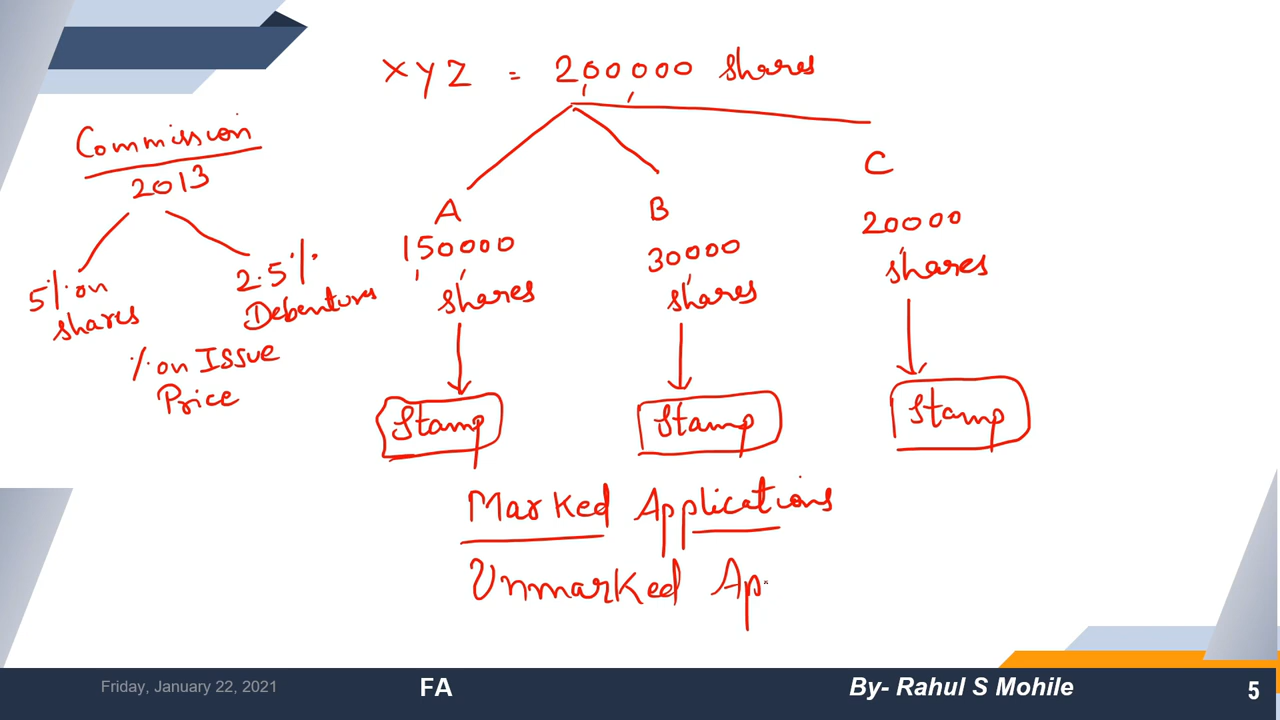 XYZ = 200000 shares
Commission
2013
5% on
shares
2.5%
Debentures
% on Issue
Price
A
150000
shares
B
30000
shares
C
20000
shares
Stamp
Stamp
Stamp
Marked Applications
Unmarked Ap
Friday, January 22, 2021
FA
By- Rahul S Mohile
5